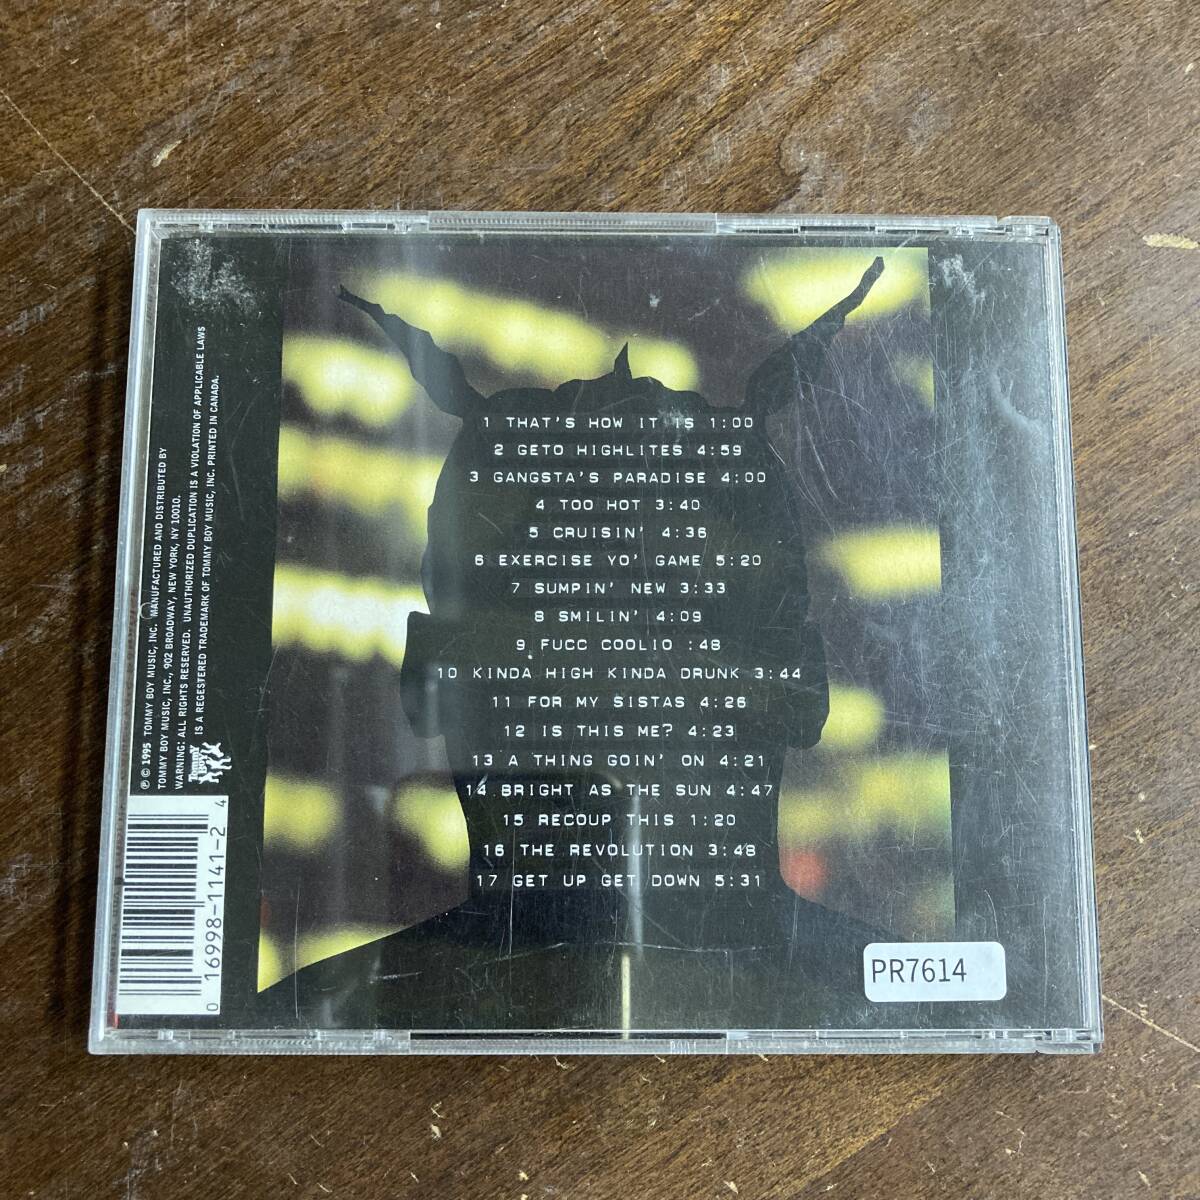 1 THAT'S HOW IT IS 1:00
2 GETO HIGHLITES 4:59
3 GANGSTA'S PARADISE 4:00
4 TOO HOT 3:40
5 CRUISIN' 4:36
6 EXERCISE YO' GAME 5:20
7 SUMPIN' NEW 3:33
8 SMILIN' 4:09
9 FUCC COOLIO :48
10 KINDA HIGH KINDA DRUNK 3:44
11 FOR MY SISTAS 4:26
12 IS THIS ME? 4:23
13 A THING GOIN' ON 4:21
14 BRIGHT AS THE SUN 4:47
15 RECOUP THIS 1:20
16 THE REVOLUTION 3:48
17 GET UP GET DOWN 5:31
℗ © 1995 TOMMY BOY MUSIC, INC. MANUFACTURED AND DISTRIBUTED BY
TOMMY BOY MUSIC, INC., 902 BROADWAY, NEW YORK, NY 10010.
WARNING: ALL RIGHTS RESERVED. UNAUTHORIZED DUPLICATION IS A VIOLATION OF APPLICABLE LAWS
Tommy BOY IS A REGESTERED TRADEMARK OF TOMMY BOY MUSIC, INC. PRINTED IN CANADA.
0 16998-1141-2 4
PR7614